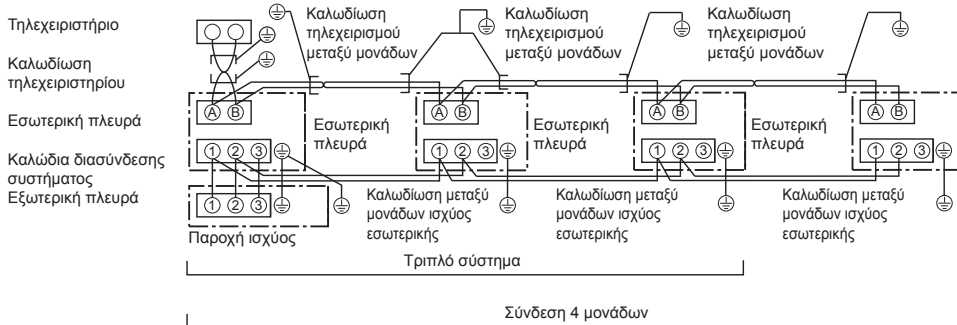 Τηλεχειριστήριο
Καλωδίωση
τηλεχειριστηρίου
Εσωτερική πλευρά
Καλώδια διασύνδεσης
συστήματος
Εξωτερική πλευρά
Καλωδίωση
τηλεχειρισμού
μεταξύ μονάδων
Καλωδίωση
τηλεχειρισμού
μεταξύ μονάδων
Καλωδίωση
τηλεχειρισμού
μεταξύ μονάδων
A B
A B
A B
A B
Εσωτερική
πλευρά
Εσωτερική
πλευρά
Εσωτερική
πλευρά
1 2 3
1 2 3
1 2 3
1 2 3
1 2 3
Καλωδίωση μεταξύ
μονάδων ισχύος
εσωτερικής
Καλωδίωση μεταξύ
μονάδων ισχύος
εσωτερικής
Καλωδίωση μεταξύ
μονάδων ισχύος
εσωτερικής
Παροχή ισχύος
Τριπλό σύστημα
Σύνδεση 4 μονάδων